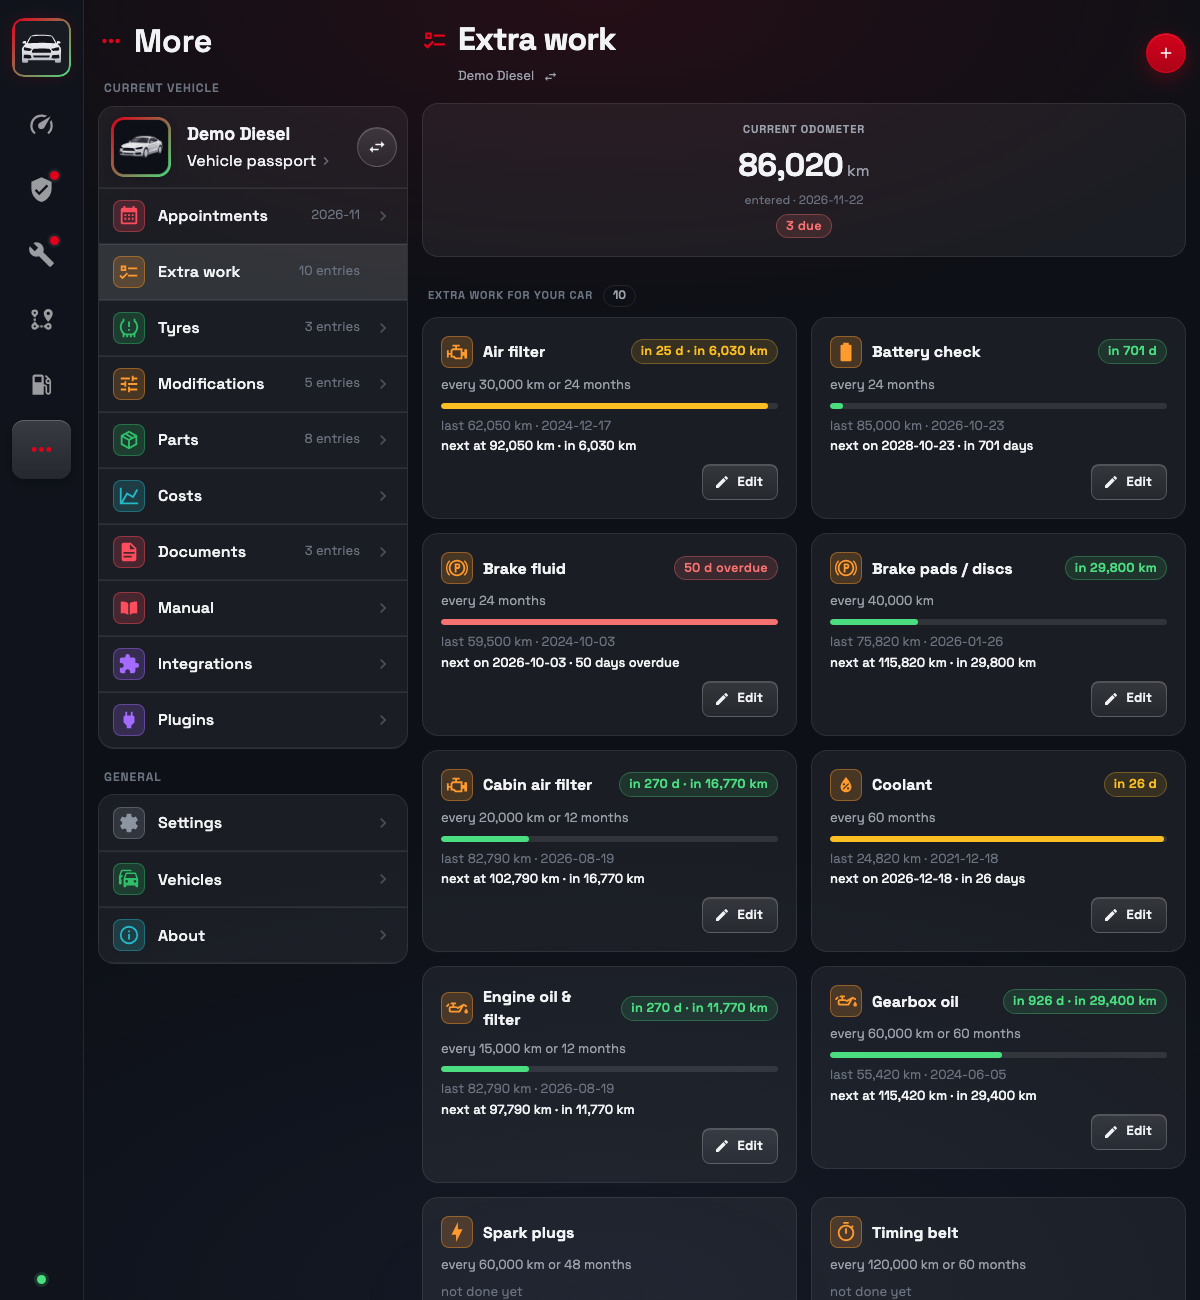 More
CURRENT VEHICLE
Demo Diesel
Vehicle passport
Appointments 2026-11
Extra work 10 entries
Tyres 3 entries
Modifications 5 entries
Parts 8 entries
Costs
Documents 3 entries
Manual
Integrations
Plugins
GENERAL
Settings
Vehicles
About
Extra work
Demo Diesel
CURRENT ODOMETER
86,020 km
entered · 2026-11-22
3 due
EXTRA WORK FOR YOUR CAR 10
Air filter in 25 d · in 6,030 km
every 30,000 km or 24 months
last 62,050 km · 2024-12-17
next at 92,050 km · in 6,030 km
Edit
Battery check in 701 d
every 24 months
last 85,000 km · 2026-10-23
next on 2028-10-23 · in 701 days
Edit
Brake fluid 50 d overdue
every 24 months
last 59,500 km · 2024-10-03
next on 2026-10-03 · 50 days overdue
Edit
Brake pads / discs in 29,800 km
every 40,000 km
last 75,820 km · 2026-01-26
next at 115,820 km · in 29,800 km
Edit
Cabin air filter in 270 d · in 16,770 km
every 20,000 km or 12 months
last 82,790 km · 2026-08-19
next at 102,790 km · in 16,770 km
Edit
Coolant in 26 d
every 60 months
last 24,820 km · 2021-12-18
next on 2026-12-18 · in 26 days
Edit
Engine oil &
filter in 270 d · in 11,770 km
every 15,000 km or 12 months
last 82,790 km · 2026-08-19
next at 97,790 km · in 11,770 km
Edit
Gearbox oil in 926 d · in 29,400 km
every 60,000 km or 60 months
last 55,420 km · 2024-06-05
next at 115,420 km · in 29,400 km
Edit
Spark plugs
every 60,000 km or 48 months
not done yet
Timing belt
every 120,000 km or 60 months
not done yet